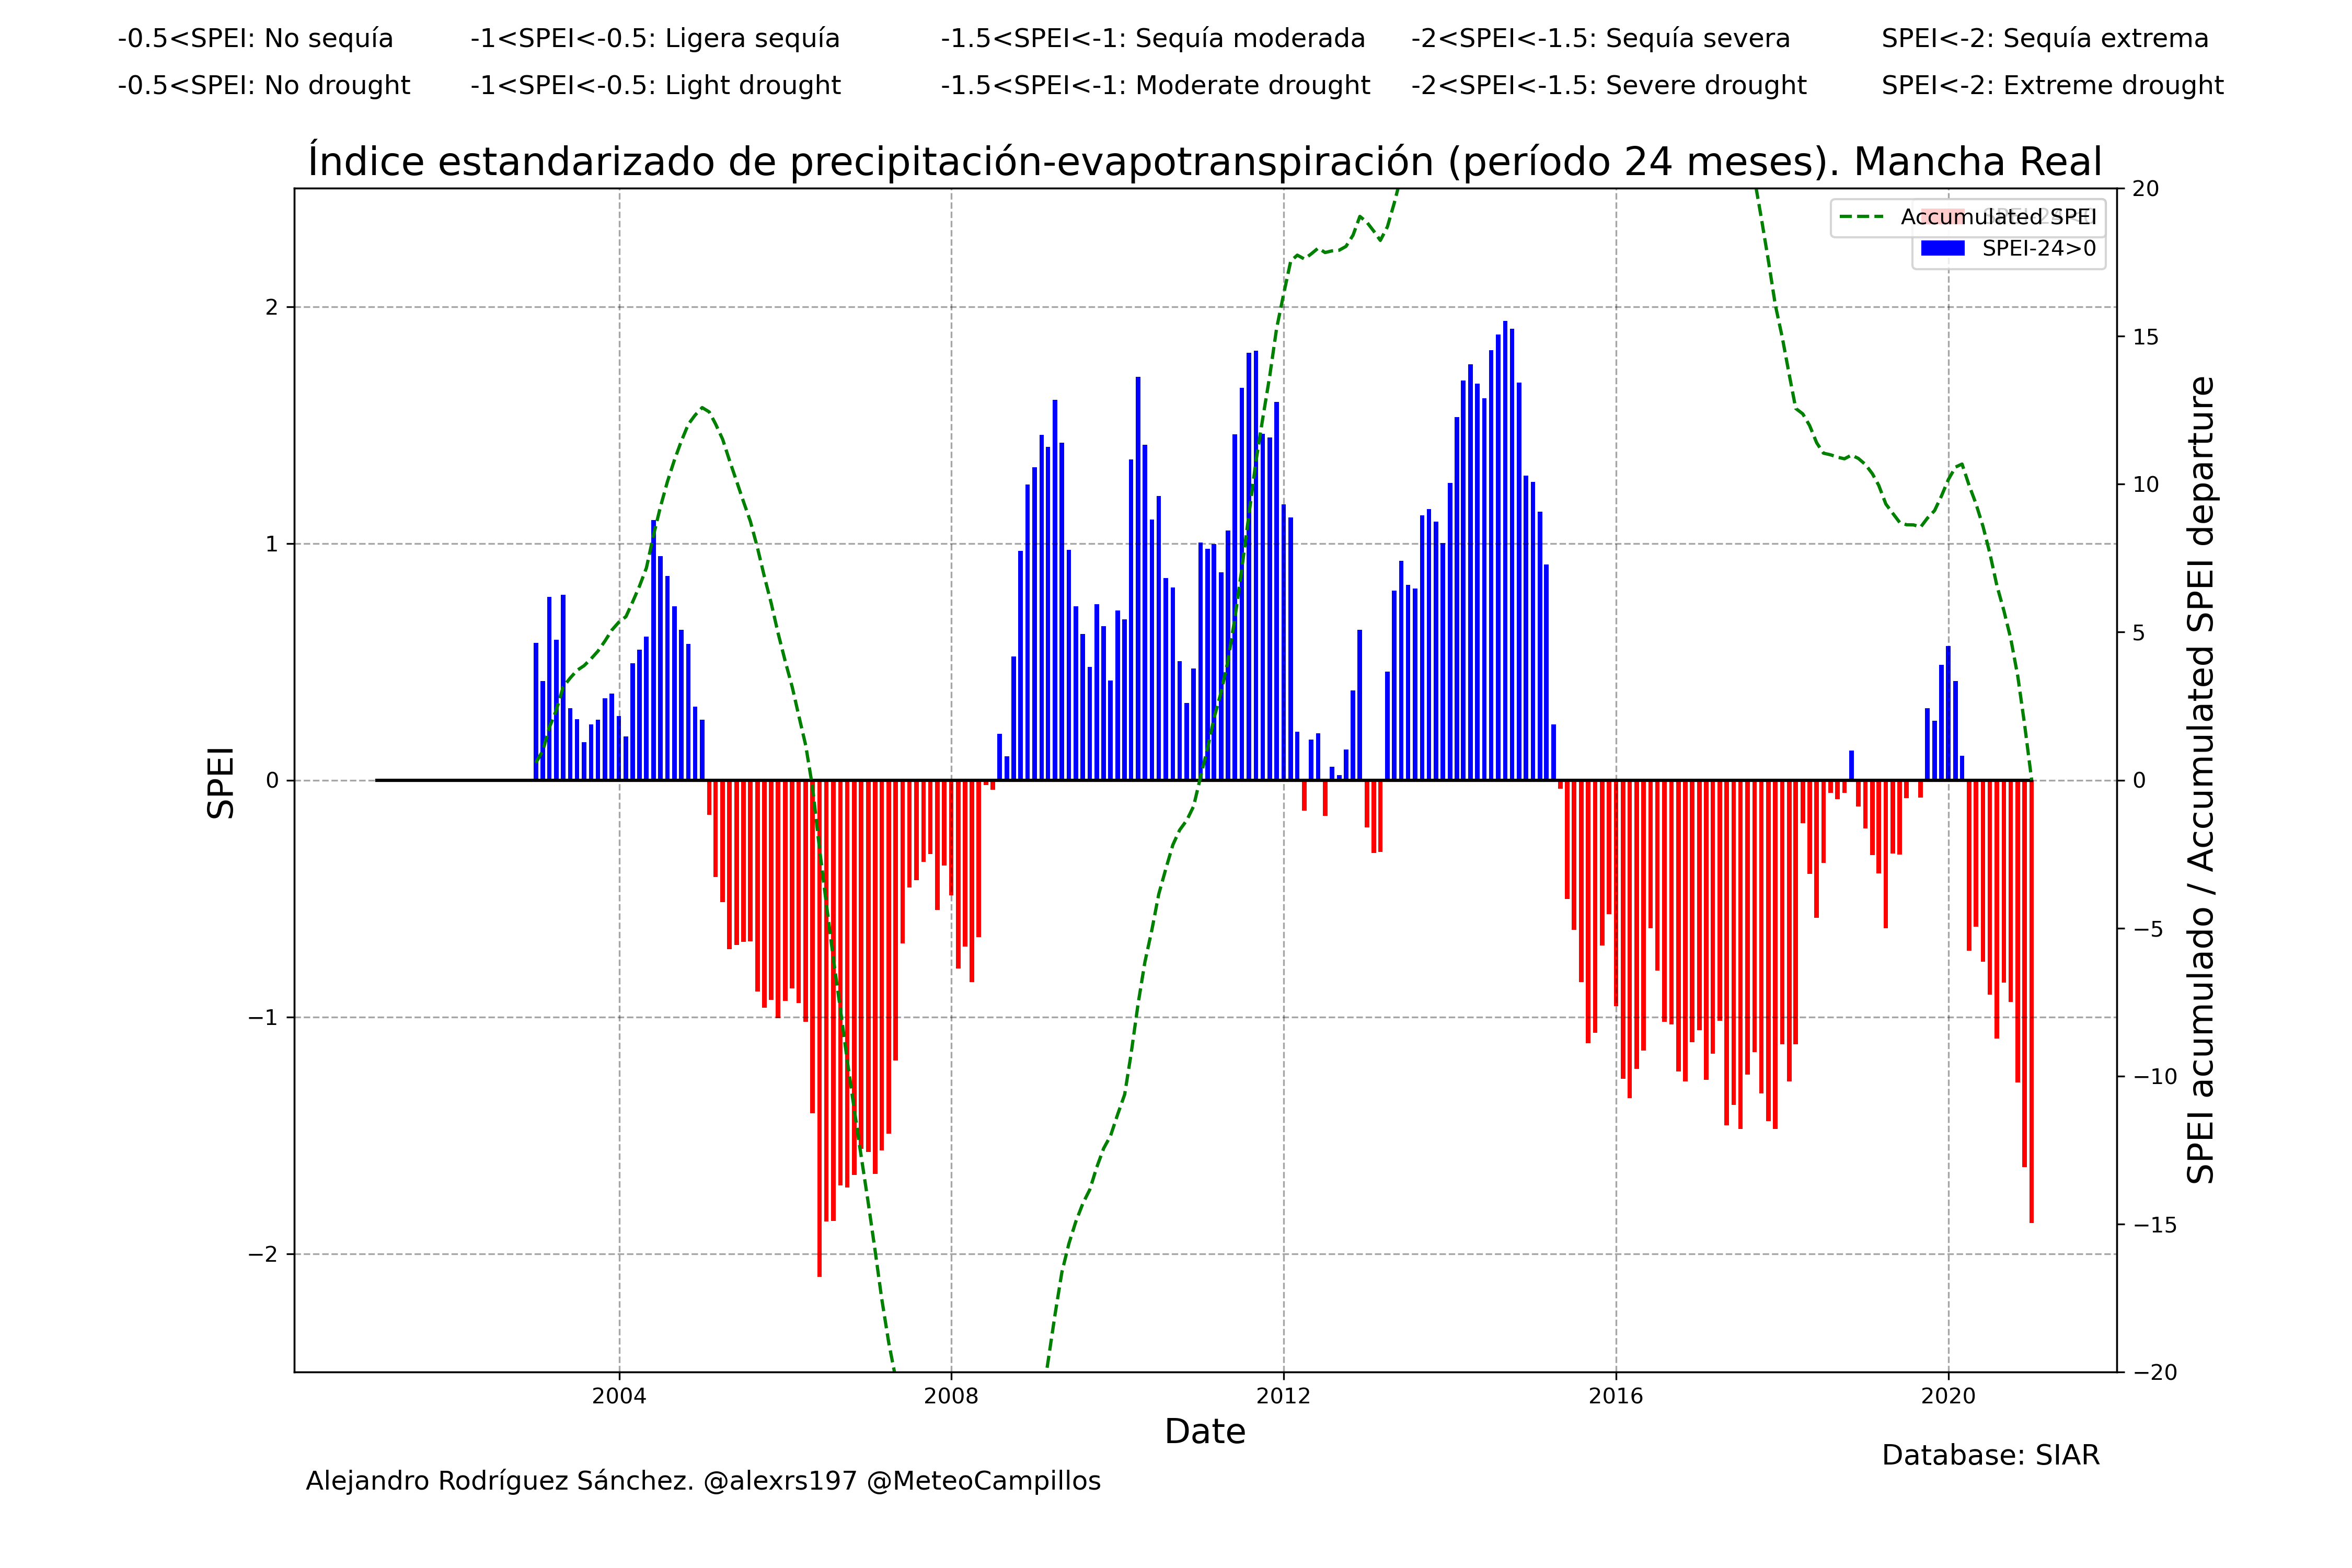 -0.5<SPEI: No sequía -1<SPEI<-0.5: Ligera sequía -1.5<SPEI<-1: Sequía moderada -2<SPEI<-1.5: Sequía severa SPEI<-2: Sequía extrema
-0.5<SPEI: No drought -1<SPEI<-0.5: Light drought -1.5<SPEI<-1: Moderate drought -2<SPEI<-1.5: Severe drought SPEI<-2: Extreme drought
Índice estandarizado de precipitación-evapotranspiración (período 24 meses). Mancha Real
Accumulated SPEI
SPEI-24>0
SPEI
2
1
0
−1
−2
20
15
10
5
0
−5
−10
−15
−20
SPEI acumulado / Accumulated SPEI departure
2004 2008 2012 2016 2020
Date
Database: SIAR
Alejandro Rodríguez Sánchez. @alexrs197 @MeteoCampillos